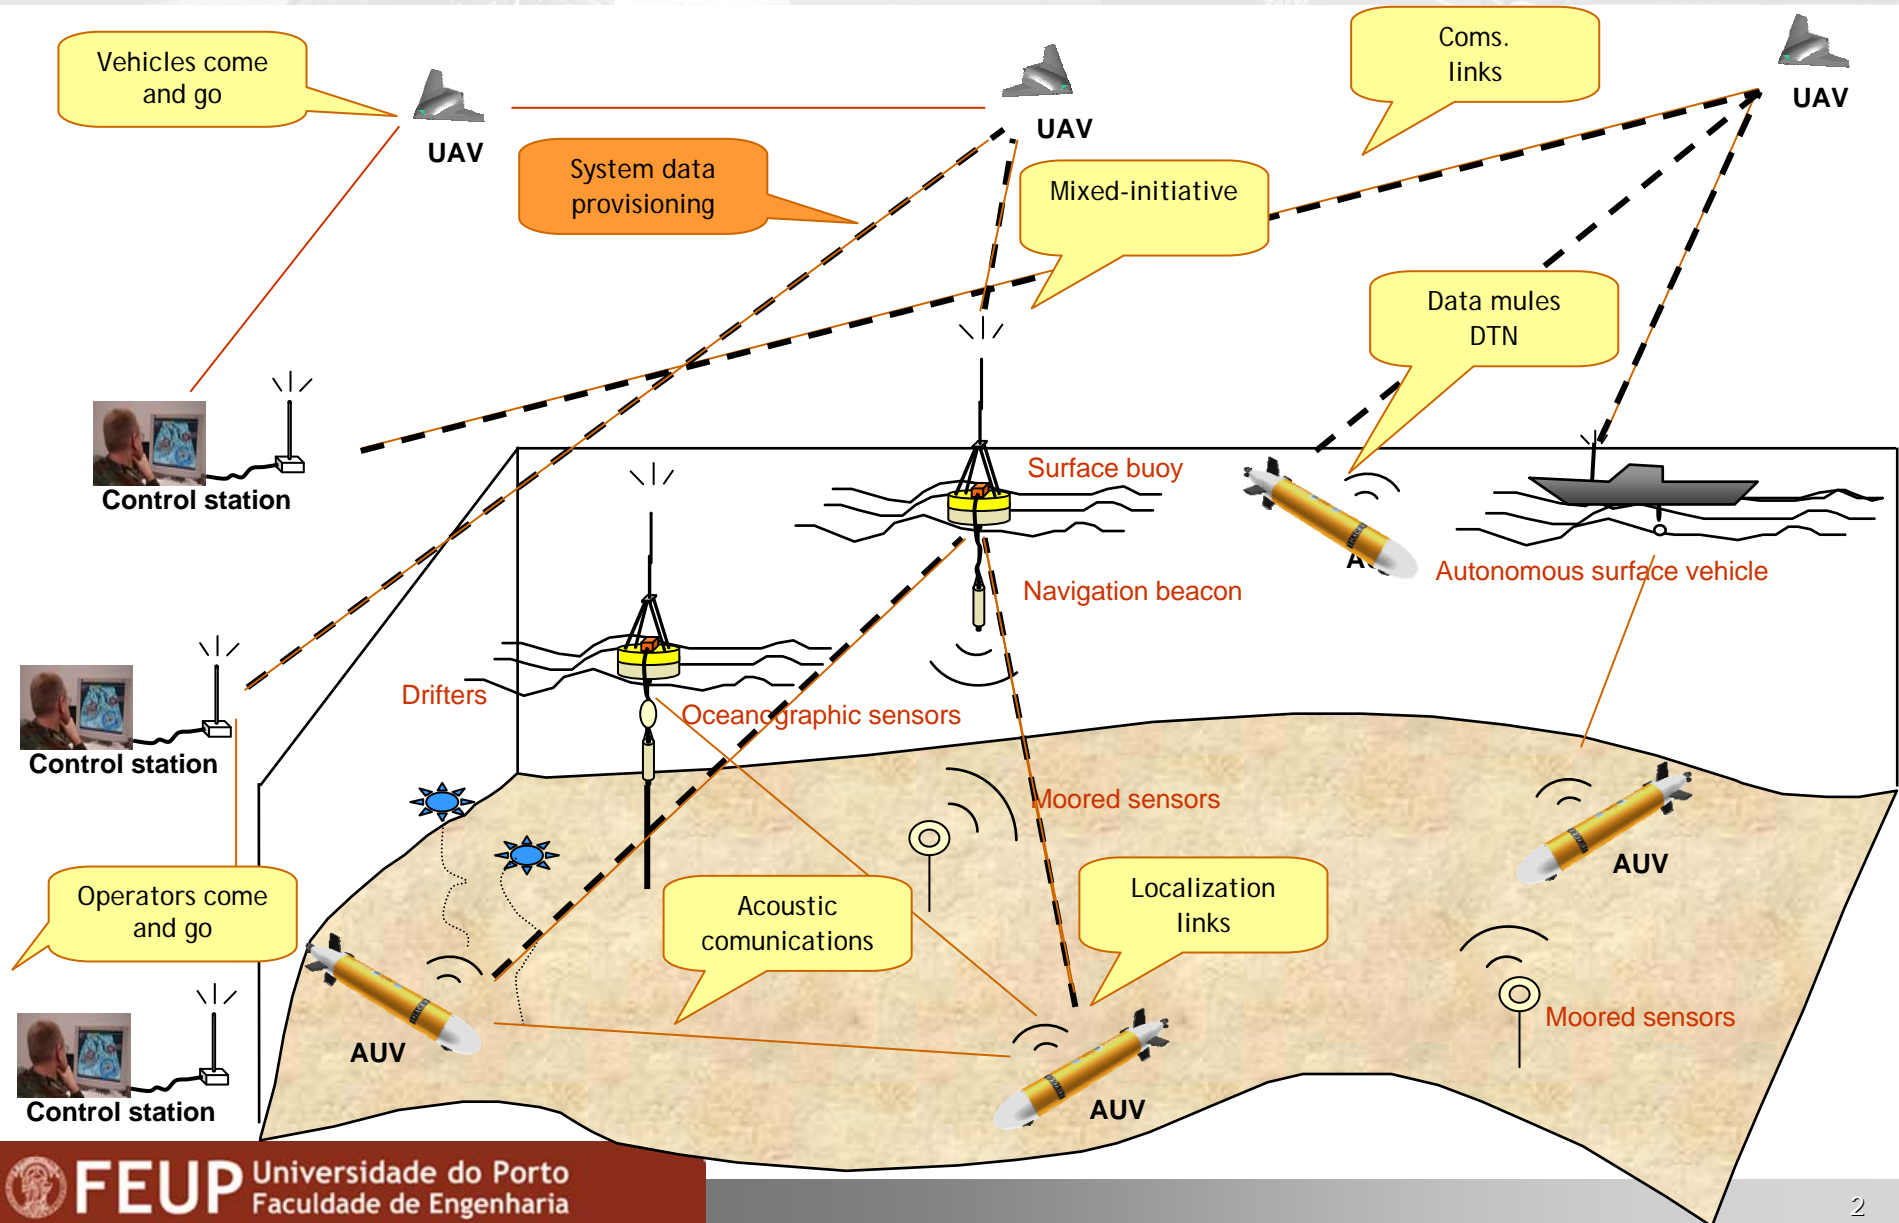 Vehicles come
and go
UAV
UAV
Coms.
links
UAV
System data
provisioning
Mixed-initiative
Data mules
DTN
Control station
Surface buoy
Autonomous surface vehicle
Navigation beacon
Drifters
Oceanographic sensors
Control station
Moored sensors
AUV
Operators come
and go
Acoustic
comunications
Localization
links
Moored sensors
AUV
AUV
Control station
FEUP
Universidade do Porto
Faculdade de Engenharia
2